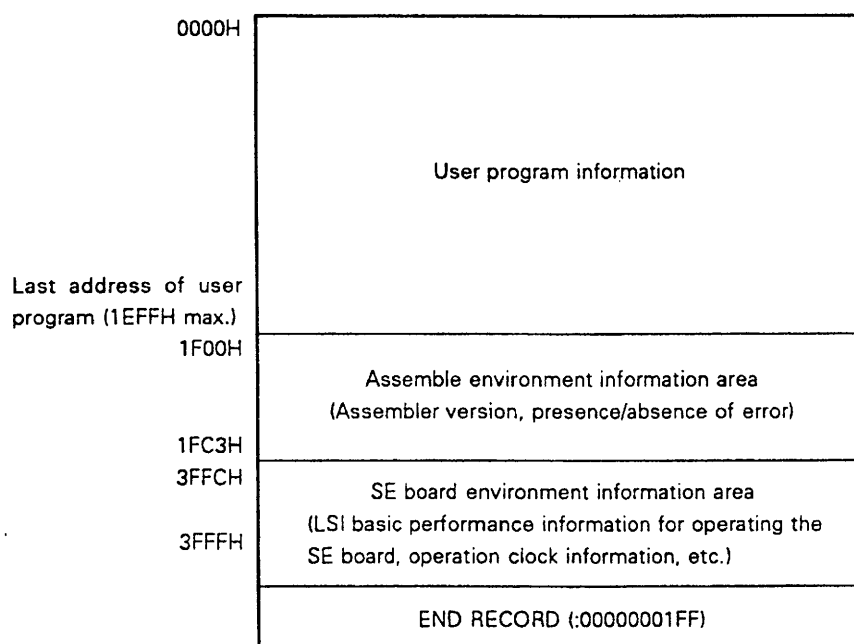 0000H
User program information
Last address of user
program (1EFFH max.)
1F00H
Assemble environment information area
(Assembler version, presence/absence of error)
1FC3H
3FFCH
SE board environment information area
(LSI basic performance information for operating the
3FFFH
SE board, operation clock information, etc.)
END RECORD (:00000001FF)